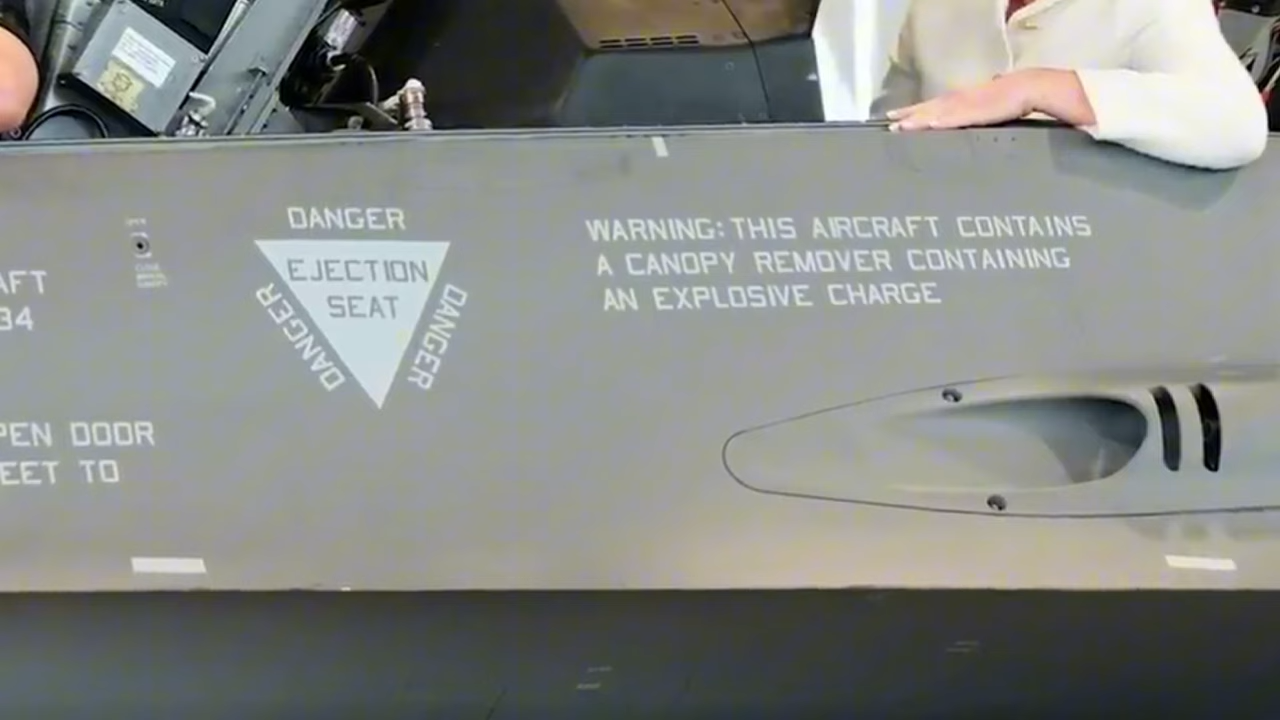 DANGER
EJECTION
SEAT
DANGER
DANGER
WARNING: THIS AIRCRAFT CONTAINS
A CANOPY REMOVER CONTAINING
AN EXPLOSIVE CHARGE
AFT
34
PEN DOOR
EET TO